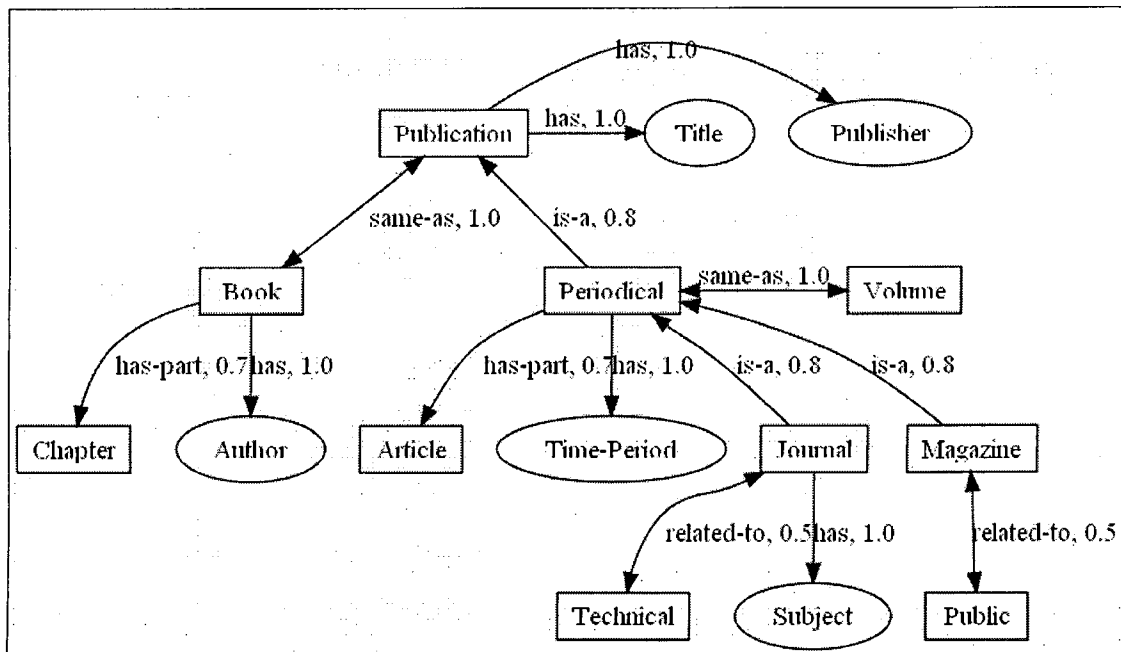 has, 1.0
Publication
has, 1.0
Title
Publisher
same-as, 1.0
is-a, 0.8
Book
Periodical
same-as, 1.0
Volume
has-part, 0.7
has, 1.0
has-part, 0.7
has, 1.0
is-a, 0.8
is-a, 0.8
Chapter
Author
Article
Time-Period
Journal
Magazine
related-to, 0.5
has, 1.0
related-to, 0.5
Technical
Subject
Public